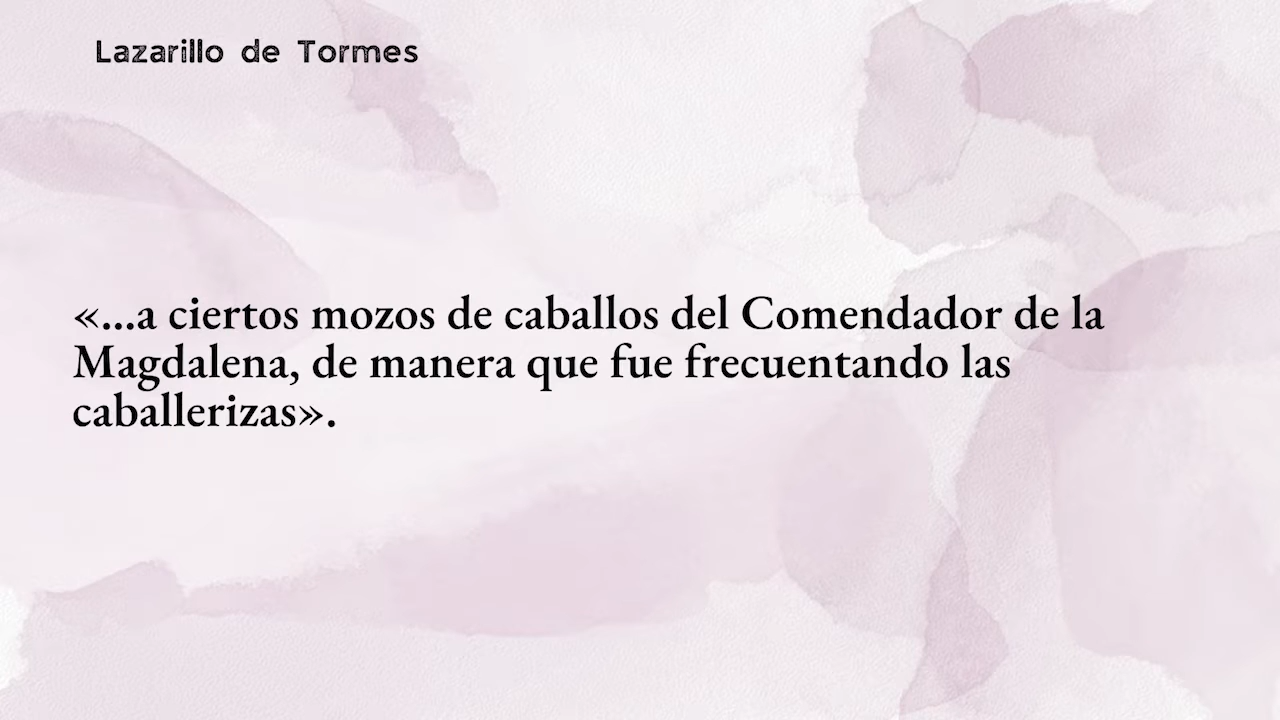 Lazarillo de Tormes
«...a ciertos mozos de caballos del Comendador de la
Magdalena, de manera que fue frecuentando las
caballerizas».